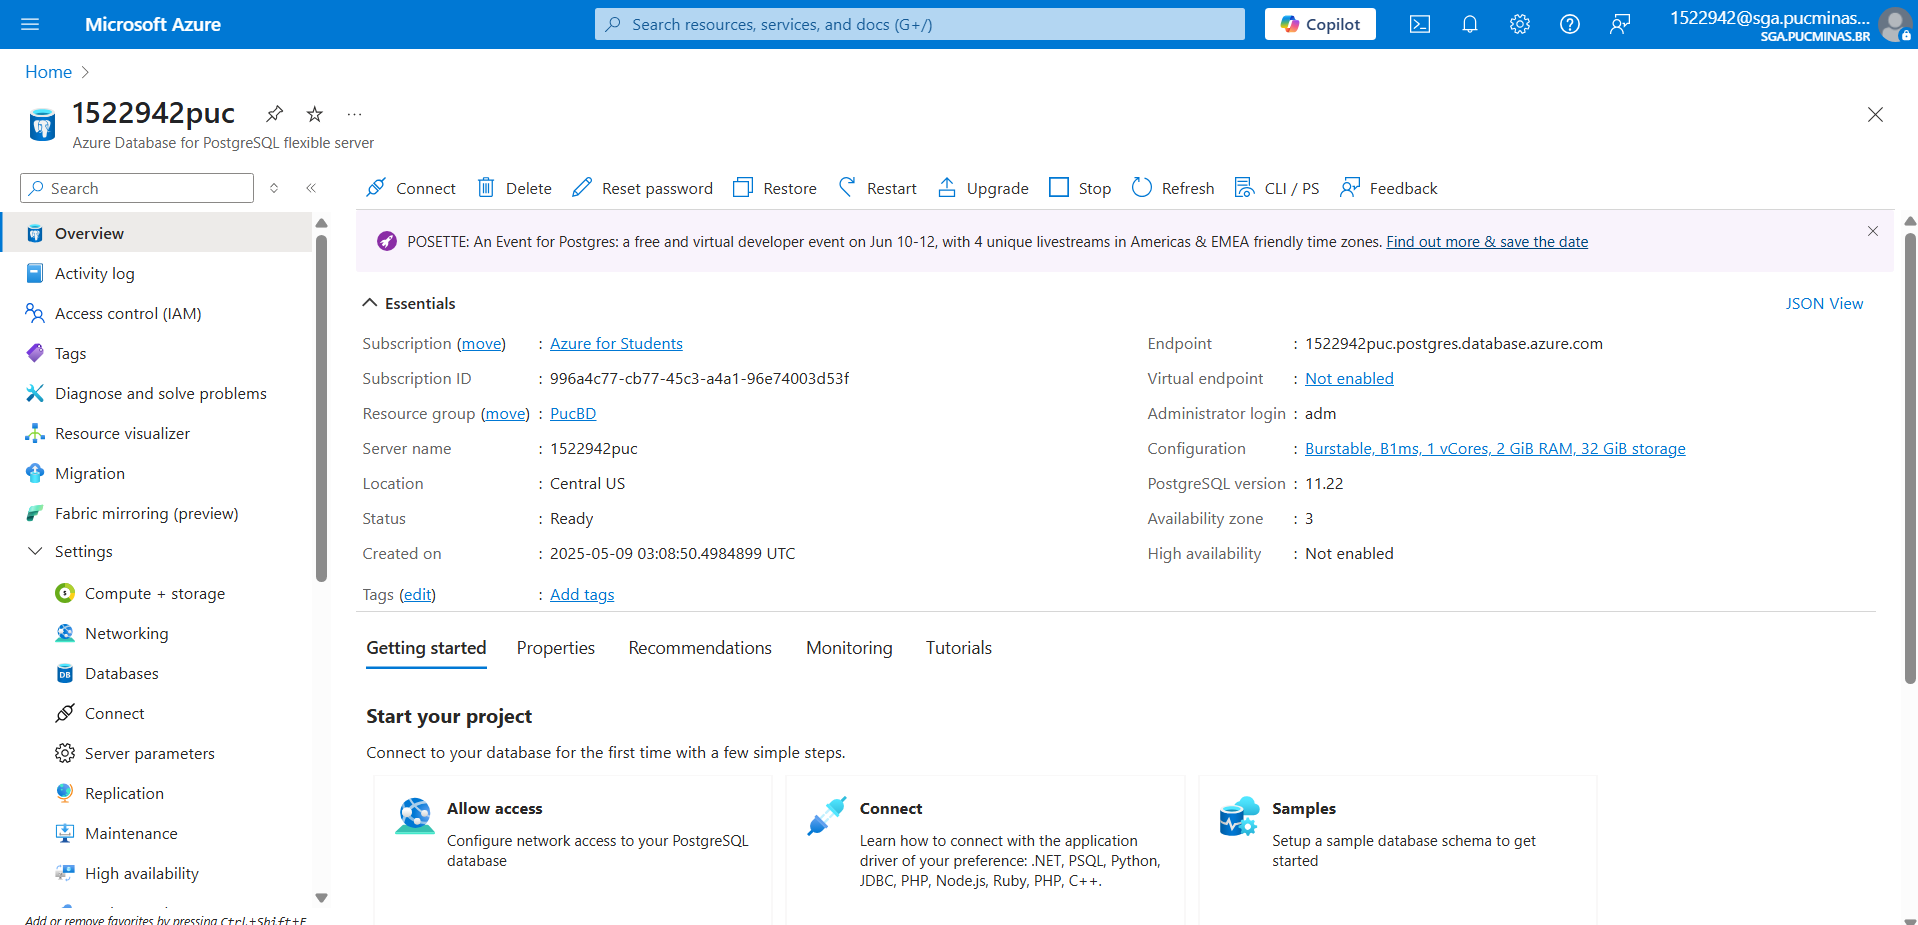 Microsoft Azure
Search resources, services, and docs (G+/)
Copilot
1522942@sga.pucminas...
SGA.PUCMINAS.BR
Home
1522942puc
Azure Database for PostgreSQL flexible server
Search
Connect
Delete
Reset password
Restore
Restart
Upgrade
Stop
Refresh
CLI / PS
Feedback
Overview
Activity log
Access control (IAM)
Tags
Diagnose and solve problems
Resource visualizer
Migration
Fabric mirroring (preview)
Settings
Compute + storage
Networking
Databases
Connect
Server parameters
Replication
Maintenance
High availability
Add or remove favorites by pressing Ctrl+Shift+F
POSETTE: An Event for Postgres: a free and virtual developer event on Jun 10-12, with 4 unique livestreams in Americas & EMEA friendly time zones. Find out more & save the date
Essentials
JSON View
Subscription (move) : Azure for Students
Subscription ID : 996a4c77-cb77-45c3-a4a1-96e74003d53f
Resource group (move) : PucBD
Server name : 1522942puc
Location : Central US
Status : Ready
Created on : 2025-05-09 03:08:50.4984899 UTC
Tags (edit) : Add tags
Endpoint : 1522942puc.postgres.database.azure.com
Virtual endpoint : Not enabled
Administrator login : adm
Configuration : Burstable, B1ms, 1 vCores, 2 GiB RAM, 32 GiB storage
PostgreSQL version : 11.22
Availability zone : 3
High availability : Not enabled
Getting started
Properties
Recommendations
Monitoring
Tutorials
Start your project
Connect to your database for the first time with a few simple steps.
Allow access
Configure network access to your PostgreSQL
database
Connect
Learn how to connect with the application
driver of your preference: .NET, PSQL, Python,
JDBC, PHP, Node.js, Ruby, PHP, C++.
Samples
Setup a sample database schema to get
started